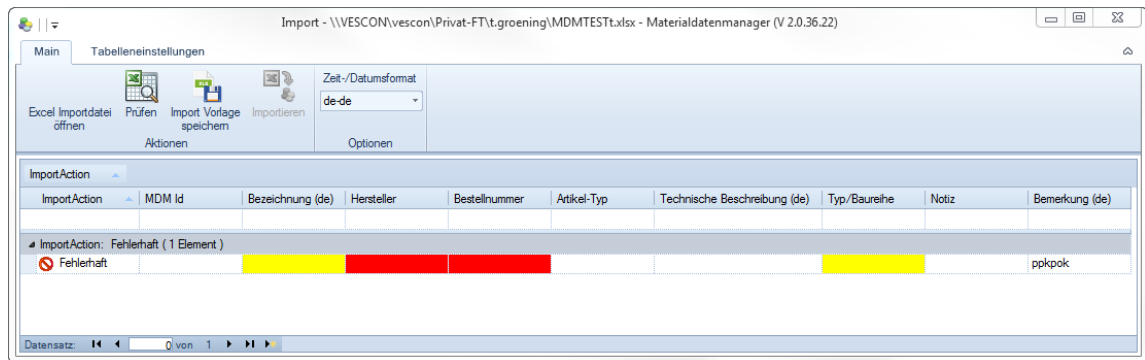 Import - \\VESCON\vescon\Privat-FT\t.groening\MDMTESTt.xlsx - Materialdatenmanager (V 2.0.36.22)
Main Tabelleneinstellungen
Excel Importdatei öffnen
Prüfen
Import Vorlage speichern
Importieren
Aktionen
Zeit-/Datumsformat
de-de
Optionen
ImportAction
ImportAction MDM Id Bezeichnung (de) Hersteller Bestellnummer Artikel-Typ Technische Beschreibung (de) Typ/Baureihe Notiz Bemerkung (de)
ImportAction: Fehlerhaft ( 1 Element )
Fehlerhaft ppkpok
Datensatz: 0 von 1